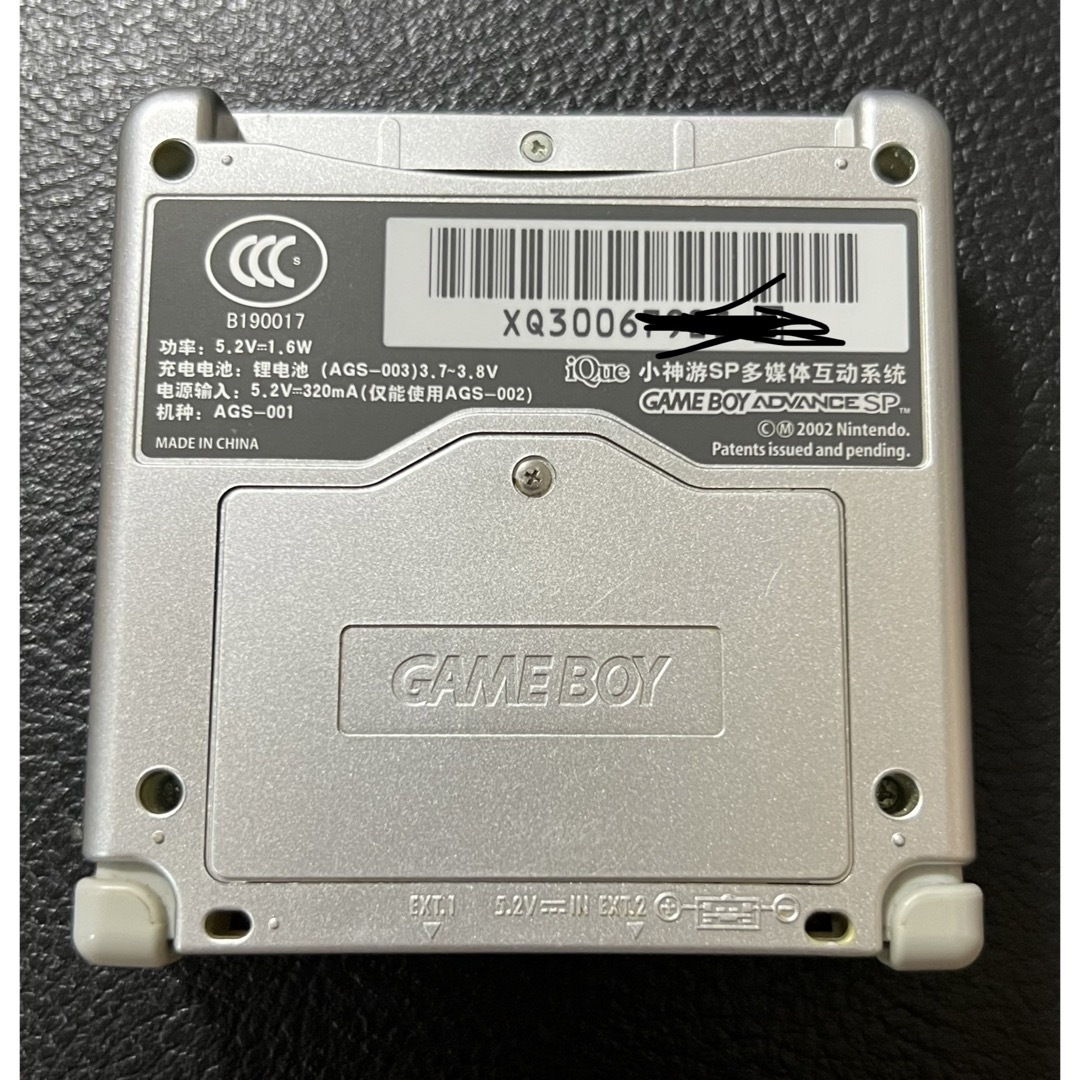 CCC S
B190017
XQ3006
功率: 5.2V⎓1.6W
充电电池: 锂电池 (AGS-003)3.7~3.8V
电源输入: 5.2V⎓320mA(仅能使用AGS-002)
机种: AGS-001
MADE IN CHINA
iQue 小神游SP多媒体互动系统
GAME BOY ADVANCE SP™
©Ⓜ 2002 Nintendo.
Patents issued and pending.
GAME BOY
EXT.1 5.2V⎓IN EXT.2